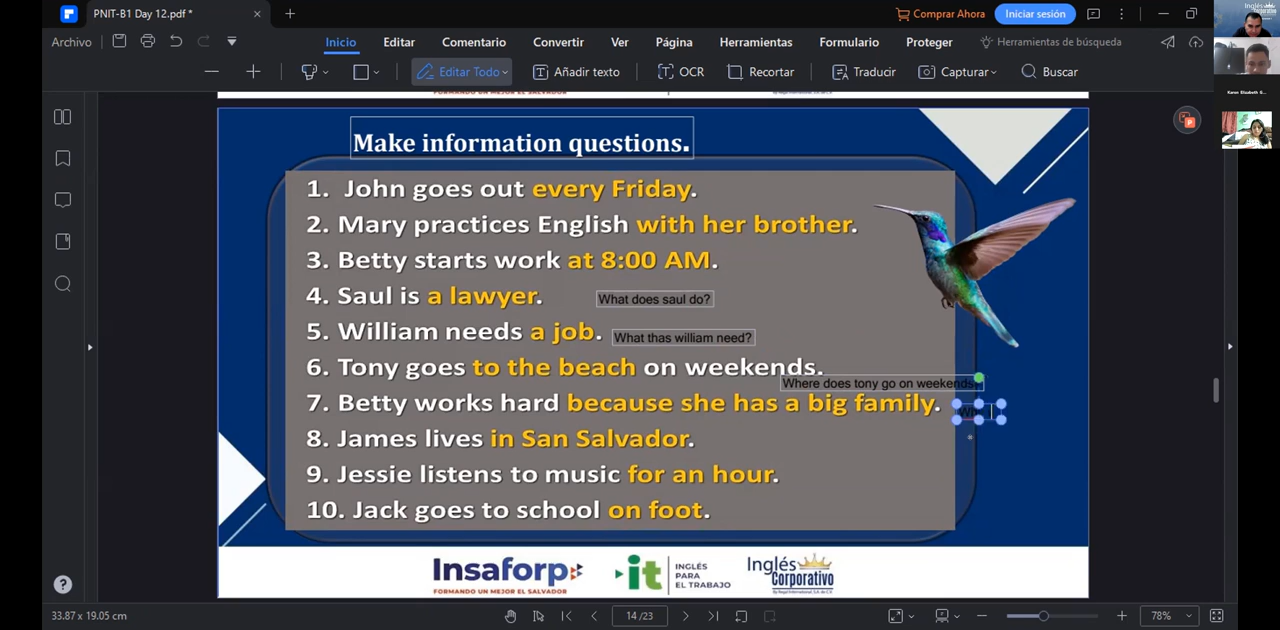 PNIT-B1 Day 12.pdf *
Comprar Ahora
Iniciar sesión
Inglés Corporativo
Archivo
Inicio
Editar
Comentario
Convertir
Ver
Página
Herramientas
Formulario
Proteger
Herramientas de búsqueda
Editar Todo
Añadir texto
OCR
Recortar
Traducir
Capturar
Buscar
Karen Elizabeth G...
Make information questions.
1. John goes out every Friday.
2. Mary practices English with her brother.
3. Betty starts work at 8:00 AM.
4. Saul is a lawyer.
What does saul do?
5. William needs a job.
What thas william need?
6. Tony goes to the beach on weekends.
Where does tony go on weekends
7. Betty works hard because she has a big family.
8. James lives in San Salvador.
9. Jessie listens to music for an hour.
10. Jack goes to school on foot.
Insaforp
FORMANDO UN MEJOR EL SALVADOR
it
INGLÉS
PARA
EL TRABAJO
Inglés
Corporativo
33.87 x 19.05 cm
14 /23
78%